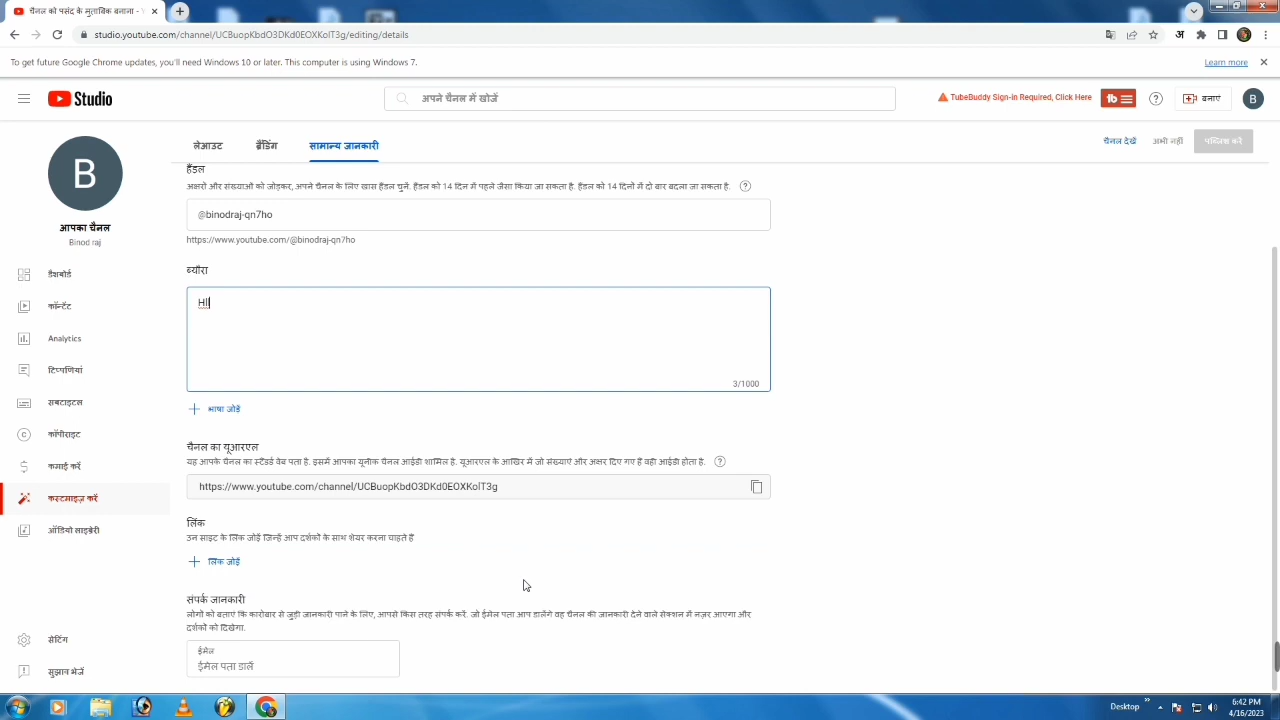 चैनल को पसंद के मुताबिक बनाना - Y
studio.youtube.com/channel/UCBuopKbdO3DKd0EOXKolT3g/editing/details
अ
To get future Google Chrome updates, you'll need Windows 10 or later. This computer is using Windows 7.
Learn more
Studio
अपने चैनल में खोजें
TubeBuddy Sign-in Required, Click Here
tb
बनाएं
B
लेआउट
ब्रैंडिंग
सामान्य जानकारी
चैनल देखें
अभी नहीं
पब्लिश करें
B
आपका चैनल
Binod raj
हैंडल
अक्षरों और संख्याओं को जोड़कर, अपने चैनल के लिए खास हैंडल चुनें. हैंडल को 14 दिन में पहले जैसा किया जा सकता है. हैंडल को 14 दिनों में दो बार बदला जा सकता है.
@binodraj-qn7ho
https://www.youtube.com/@binodraj-qn7ho
ब्यौरा
3/1000
भाषा जोड़ें
चैनल का यूआरएल
यह आपके चैनल का स्टैंडर्ड वेब पता है. इसमें आपका यूनीक चैनल आईडी शामिल है. यूआरएल के आखिर में जो संख्याएं और अक्षर दिए गए हैं वही आईडी होता है.
https://www.youtube.com/channel/UCBuopKbdO3DKd0EOXKolT3g
लिंक
उन साइट के लिंक जोड़ें जिन्हें आप दर्शकों के साथ शेयर करना चाहते हैं
लिंक जोड़ें
संपर्क जानकारी
लोगों को बताएं कि कारोबार से जुड़ी जानकारी पाने के लिए, आपसे किस तरह संपर्क करें. जो ईमेल पता आप डालेंगे वह चैनल की जानकारी देने वाले सेक्शन में नज़र आएगा और
दर्शकों को दिखेगा.
ईमेल
ईमेल पता डालें
डैशबोर्ड
कॉन्टेंट
Analytics
टिप्पणियां
सबटाइटल
कॉपीराइट
कमाई करें
कस्टमाइज़ करें
ऑडियो लाइब्रेरी
सेटिंग
सुझाव भेजें
Desktop
6:42 PM
4/16/2023